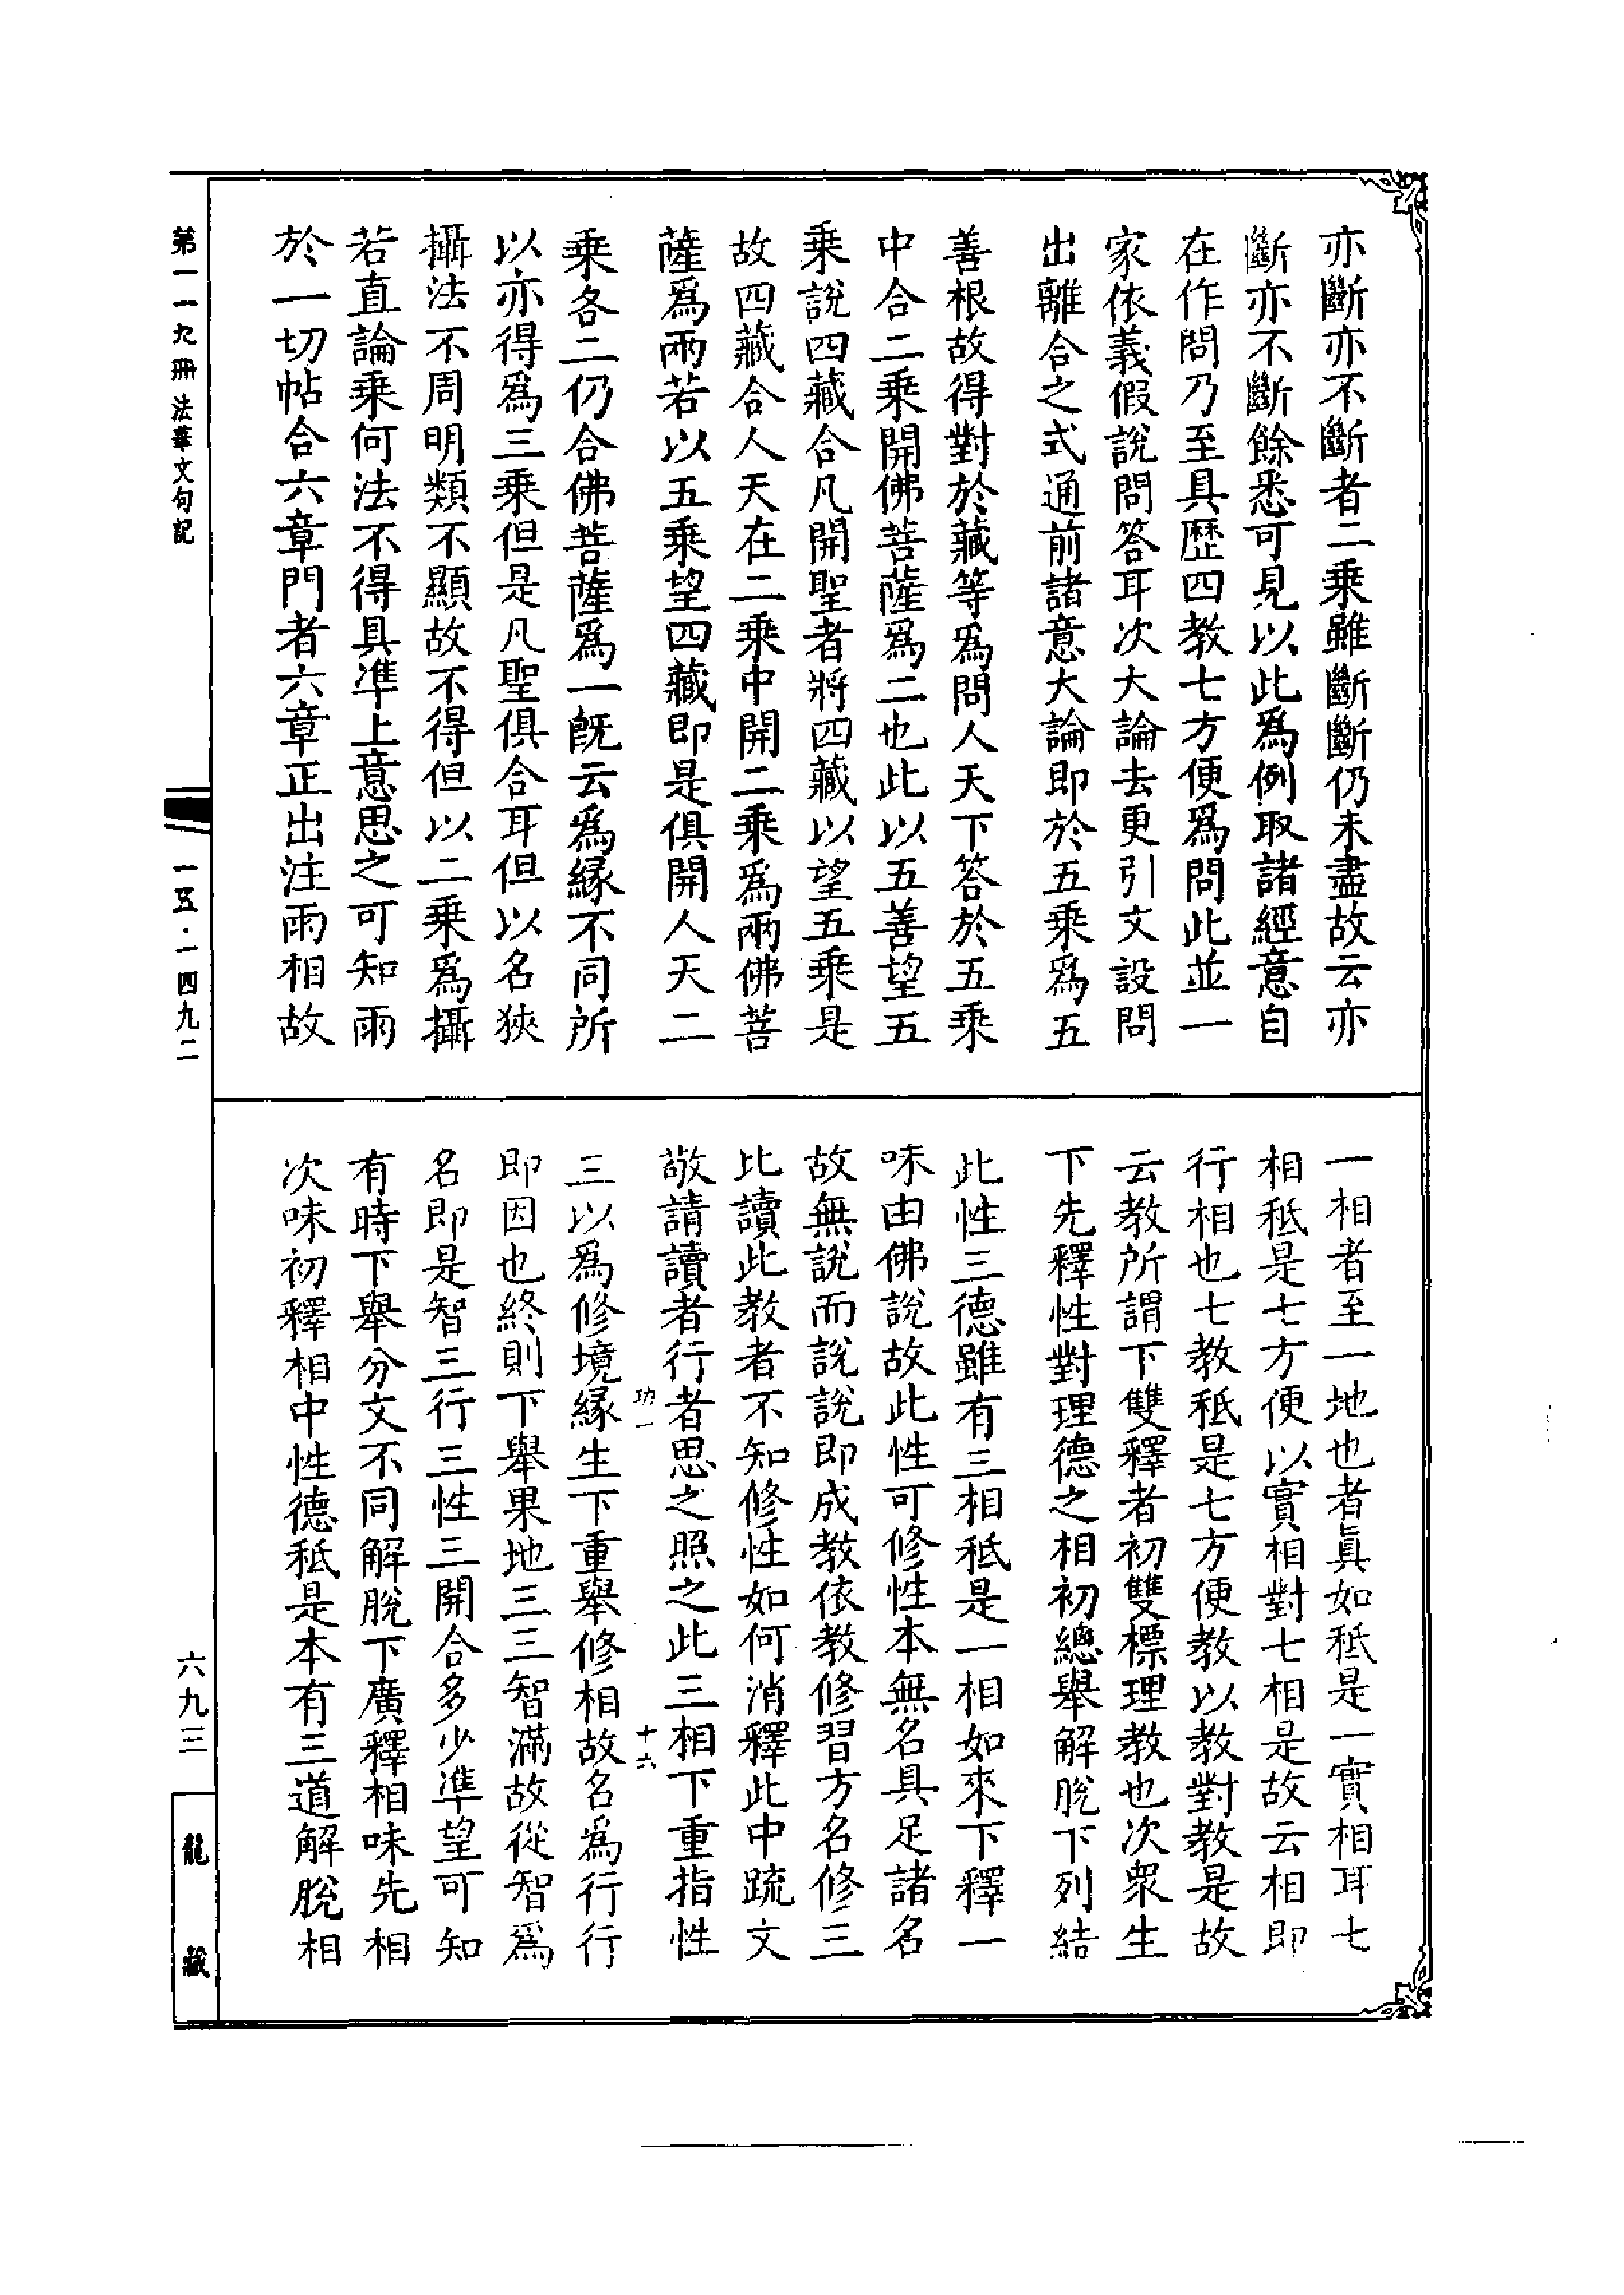 亦斷亦不斷者二乘雖斷斷仍未盡故云亦
斷亦不斷餘悉可見以此爲例取諸經意自
在作問乃至具歷四教七方便爲問此並一
家依義假說問答耳次大論去更引文設問
出離合之式通前諸意大論即於五乘爲五
善根故得對於藏等爲問人天下答於五乘
中合二乘開佛菩薩爲二也此以五善望五
乘說四藏合凡開聖者將四藏以望五乘是
故四藏合人天在二乘中開二乘爲兩佛菩
薩爲兩若以五乘望四藏即是俱開人天二
乘各二仍合佛菩薩爲一旣云爲緣不同所
以亦得爲三乘但是凡聖俱合耳但以名狹
攝法不周明類不顯故不得但以二乘爲攝
若直論乘何法不得具準上意思之可知雨
於一切帖合六章門者六章正出注雨相故
一相者至一地也者眞如秖是一實相耳七
相秖是七方便以實相對七相是故云相即
行相也七教秖是七方便教以教對教是故
云教所謂下雙釋者初雙標理教也次衆生
下先釋性對理德之相初總舉解脫下列結
此性三德雖有三相秖是一相如來下釋一
味由佛說故此性可修性本無名具足諸名
故無說而說說即成教依教修習方名修三
比讀此教者不知修性如何消釋此中疏文
敬請讀者行者思之照之此三相下重指性
功一
十六
三以爲修境緣生下重舉修相故名爲行行
即因也終則下舉果地三三智滿故從智爲
名即是智三行三性三開合多少準望可知
有時下舉分文不同解脫下廣釋相味先相
次味初釋相中性德秖是本有三道解脫相
第一一九冊 法華文句記
一五·一四九二
六九三
龍藏